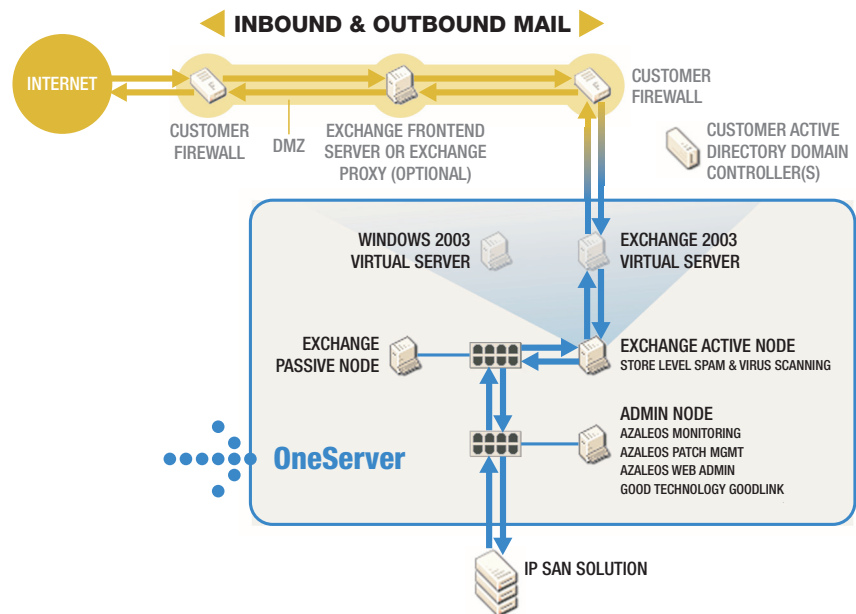 INBOUND & OUTBOUND MAIL
INTERNET
CUSTOMER
FIREWALL
DMZ
EXCHANGE FRONTEND
SERVER OR EXCHANGE
PROXY (OPTIONAL)
CUSTOMER
FIREWALL
CUSTOMER ACTIVE
DIRECTORY DOMAIN
CONTROLLER(S)
WINDOWS 2003
VIRTUAL SERVER
EXCHANGE 2003
VIRTUAL SERVER
EXCHANGE
PASSIVE NODE
EXCHANGE ACTIVE NODE
STORE LEVEL SPAM & VIRUS SCANNING
ADMIN NODE
AZALEOS MONITORING
AZALEOS PATCH MGMT
AZALEOS WEB ADMIN
GOOD TECHNOLOGY GOODLINK
OneServer
IP SAN SOLUTION